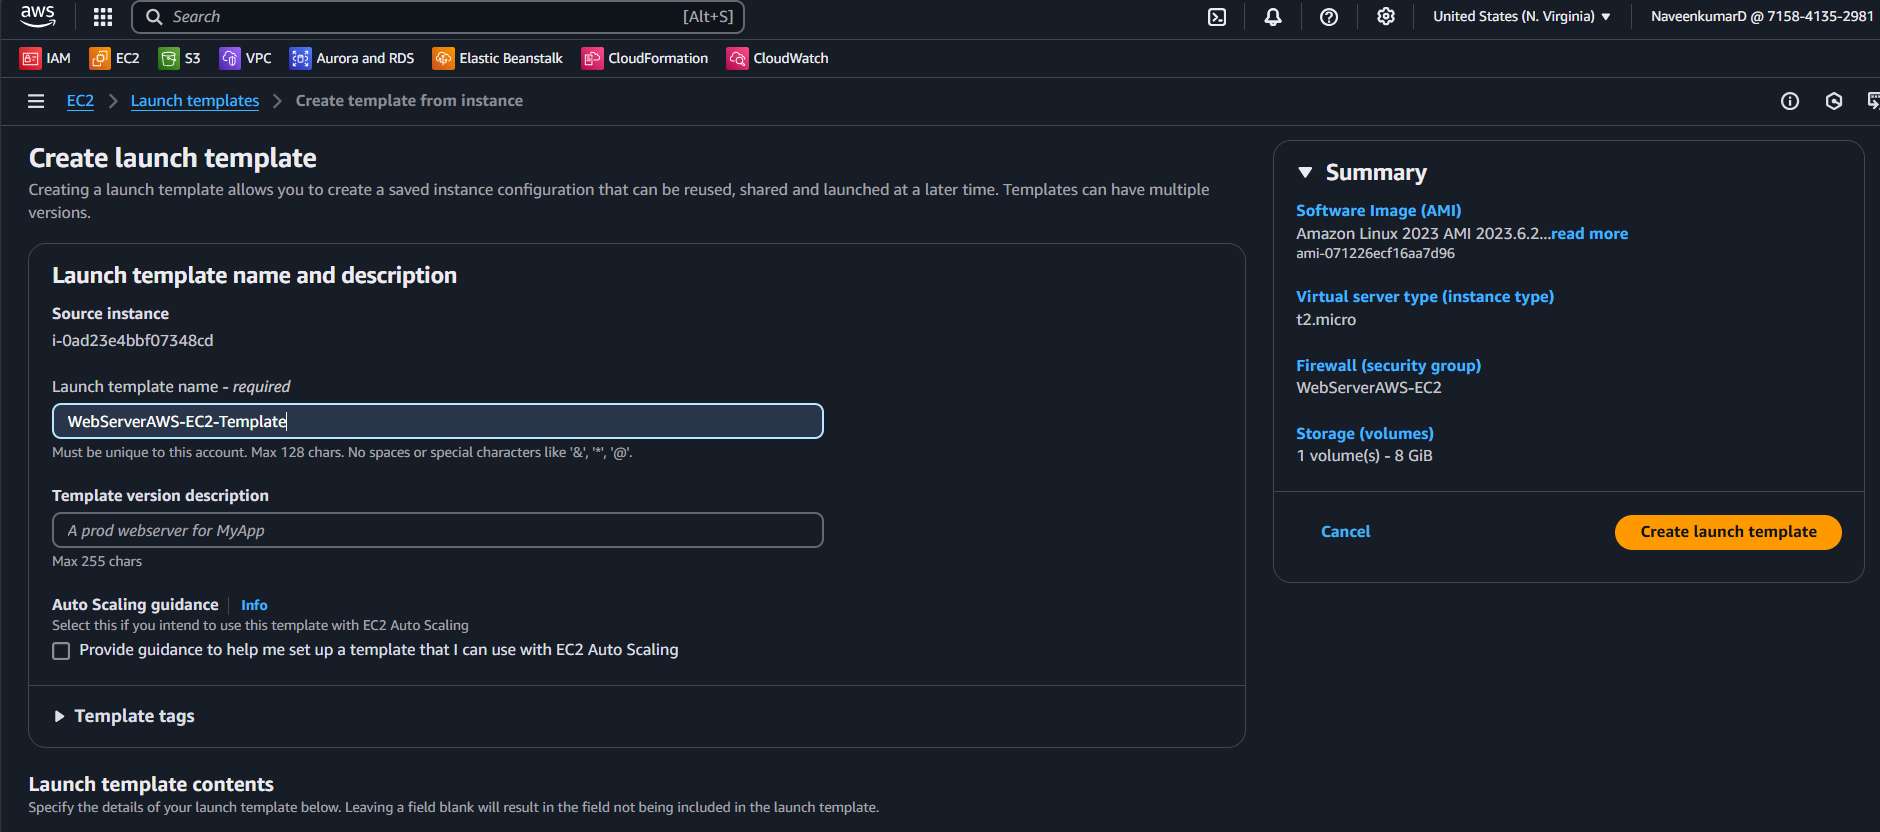 aws
Search
[Alt+S]
United States (N. Virginia)
NaveenkumarD @ 7158-4135-2981
IAM
EC2
S3
VPC
Aurora and RDS
Elastic Beanstalk
CloudFormation
CloudWatch
EC2
Launch templates
Create template from instance
Create launch template
Creating a launch template allows you to create a saved instance configuration that can be reused, shared and launched at a later time. Templates can have multiple
versions.
Launch template name and description
Source instance
i-0ad23e4bbf07348cd
Launch template name - required
WebServerAWS-EC2-Template
Must be unique to this account. Max 128 chars. No spaces or special characters like '&', '*', '@'.
Template version description
A prod webserver for MyApp
Max 255 chars
Auto Scaling guidance
Info
Select this if you intend to use this template with EC2 Auto Scaling
Provide guidance to help me set up a template that I can use with EC2 Auto Scaling
Template tags
Launch template contents
Specify the details of your launch template below. Leaving a field blank will result in the field not being included in the launch template.
Summary
Software Image (AMI)
Amazon Linux 2023 AMI 2023.6.2...read more
ami-071226ecf16aa7d96
Virtual server type (instance type)
t2.micro
Firewall (security group)
WebServerAWS-EC2
Storage (volumes)
1 volume(s) - 8 GiB
Cancel
Create launch template